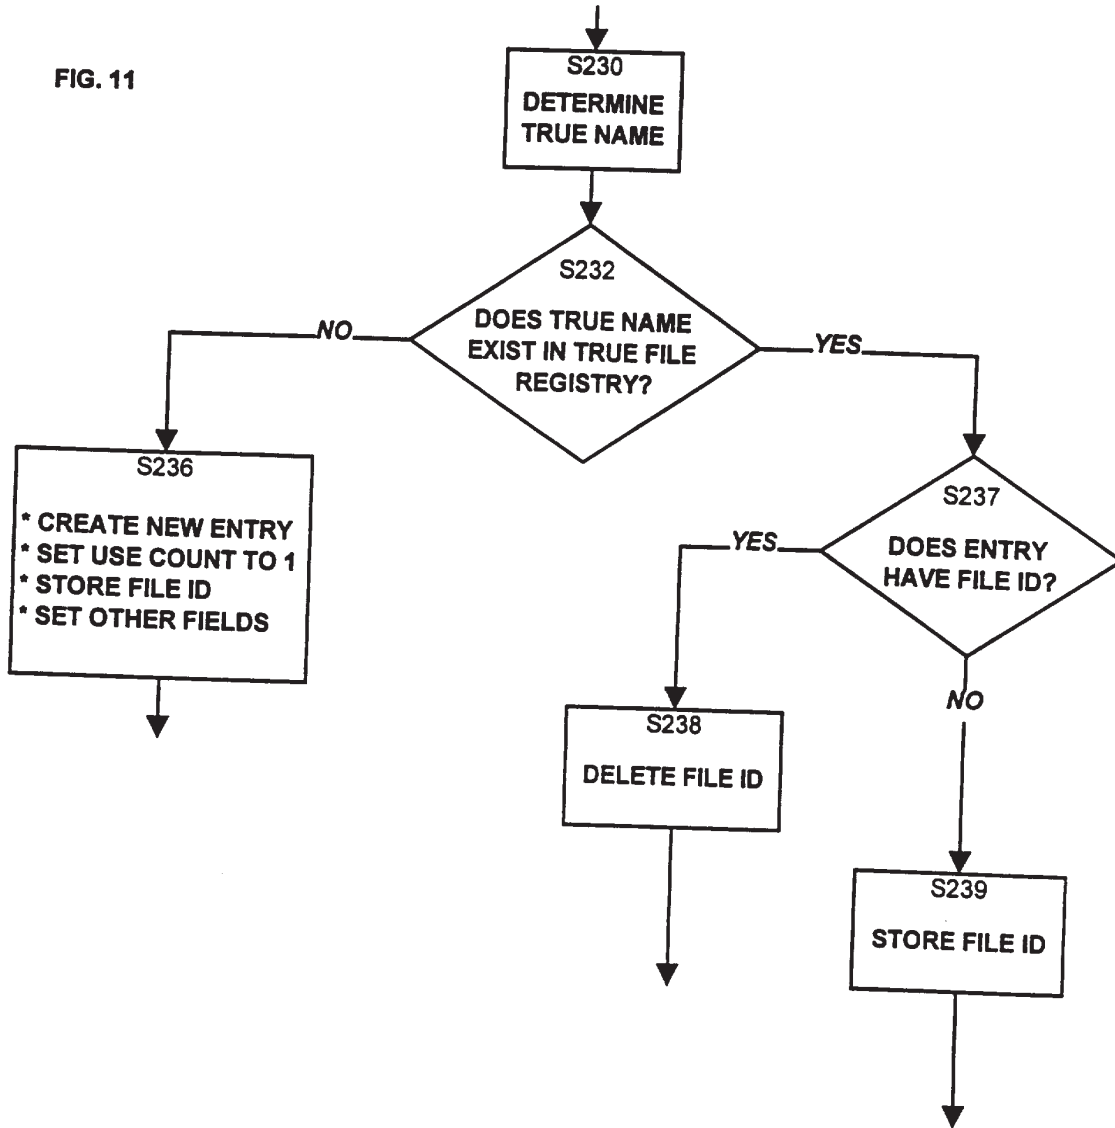 FIG. 11
S230
DETERMINE
TRUE NAME
S232
DOES TRUE NAME
EXIST IN TRUE FILE
REGISTRY?
NO
YES
S236
* CREATE NEW ENTRY
* SET USE COUNT TO 1
* STORE FILE ID
* SET OTHER FIELDS
S237
DOES ENTRY
HAVE FILE ID?
YES
NO
S238
DELETE FILE ID
S239
STORE FILE ID